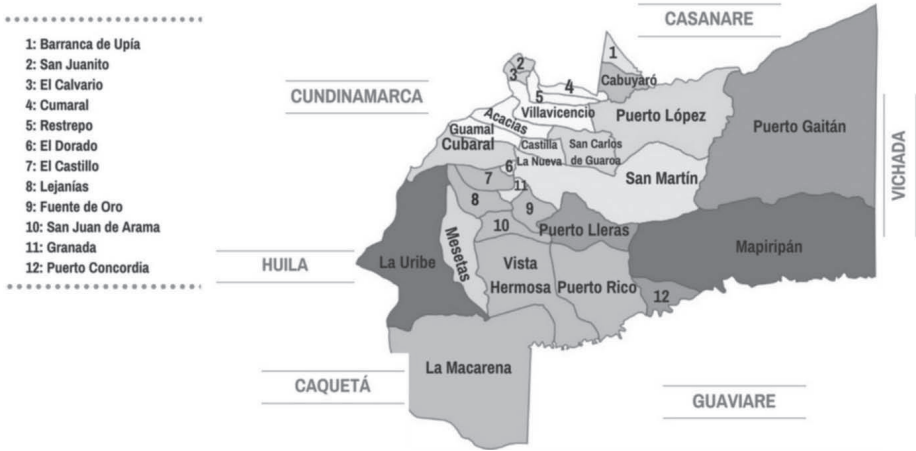 1: Barranca de Upía
2: San Juanito
3: El Calvario
4: Cumaral
5: Restrepo
6: El Dorado
7: El Castillo
8: Lejanías
9: Fuente de Oro
10: San Juan de Arama
11: Granada
12: Puerto Concordia
CASANARE
CUNDINAMARCA
VICHADA
HUILA
CAQUETÁ
GUAVIARE
1
2
3
Cabuyaró
4
5
Villavicencio
Puerto López
Puerto Gaitán
Acacias
Guamal
Cubaral
Castilla
La Nueva
San Carlos
de Guaroa
6
7
11
San Martín
8
9
10
Puerto Lleras
Mapiripán
La Uribe
Mesetas
Vista
Hermosa
Puerto Rico
12
La Macarena